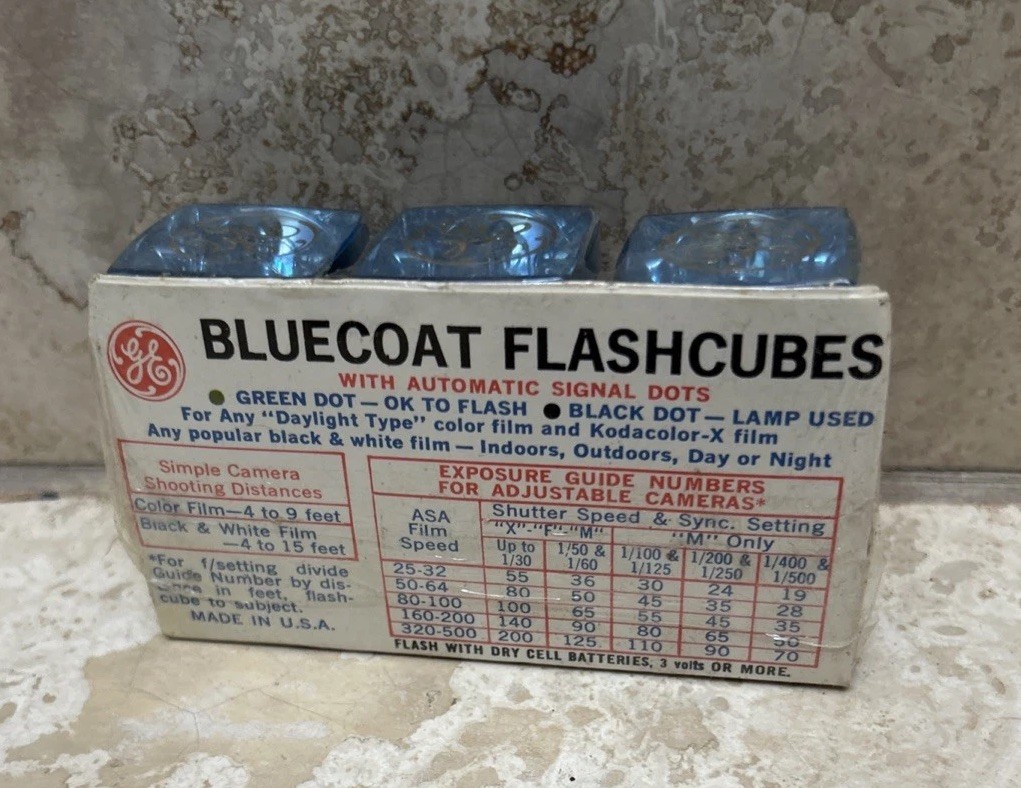 GE
BLUECOAT FLASHCUBES
WITH AUTOMATIC SIGNAL DOTS
● GREEN DOT — OK TO FLASH ● BLACK DOT — LAMP USED
For Any "Daylight Type" color film and Kodacolor-X film
Any popular black & white film — Indoors, Outdoors, Day or Night
Simple Camera
Shooting Distances
Color Film—4 to 9 feet
Black & White Film
—4 to 15 feet
*For f/setting divide
Guide Number by dis-
tance in feet, flash-
cube to subject.
MADE IN U.S.A.
EXPOSURE GUIDE NUMBERS
FOR ADJUSTABLE CAMERAS*
ASA Film Speed
Shutter Speed & Sync. Setting
"X"-"F"-"M" "M" Only
Up to 1/30 1/50 & 1/60 1/100 & 1/125 1/200 & 1/250 1/400 & 1/500
25-32 55 36 30 24 19
50-64 80 50 45 35 28
80-100 100 65 55 45 35
160-200 140 90 80 65 50
320-500 200 125 110 90 70
FLASH WITH DRY CELL BATTERIES, 3 volts OR MORE.